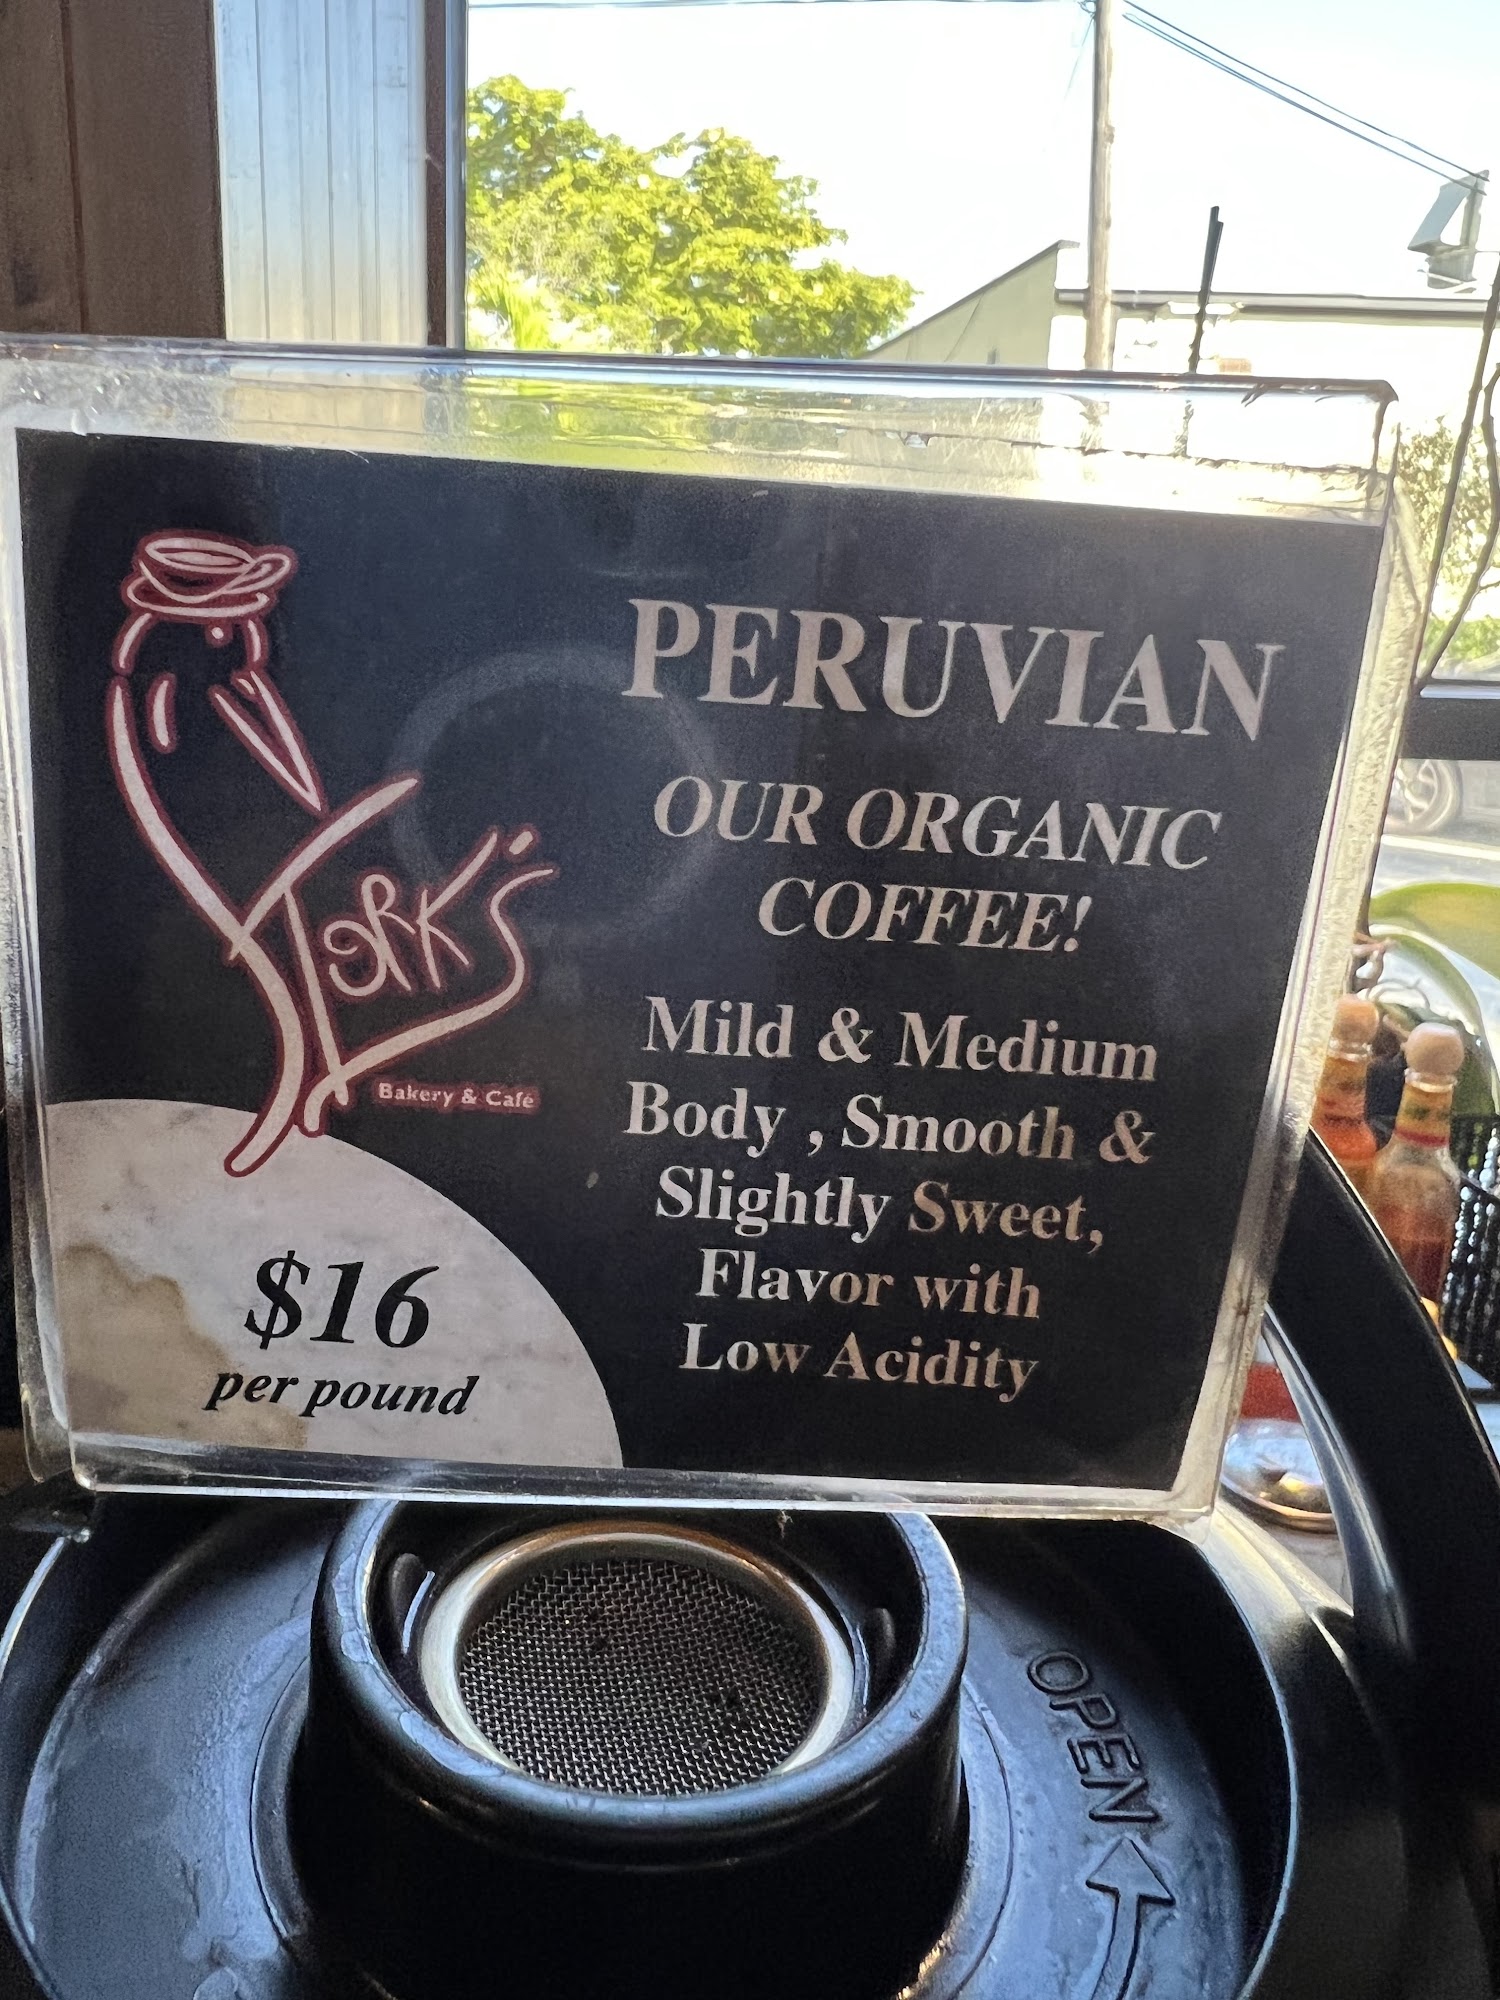 PERUVIAN
OUR ORGANIC
COFFEE!
Mild & Medium
Body , Smooth &
Slightly Sweet,
Flavor with
Low Acidity
Bakery & Café
$16
per pound
OPEN